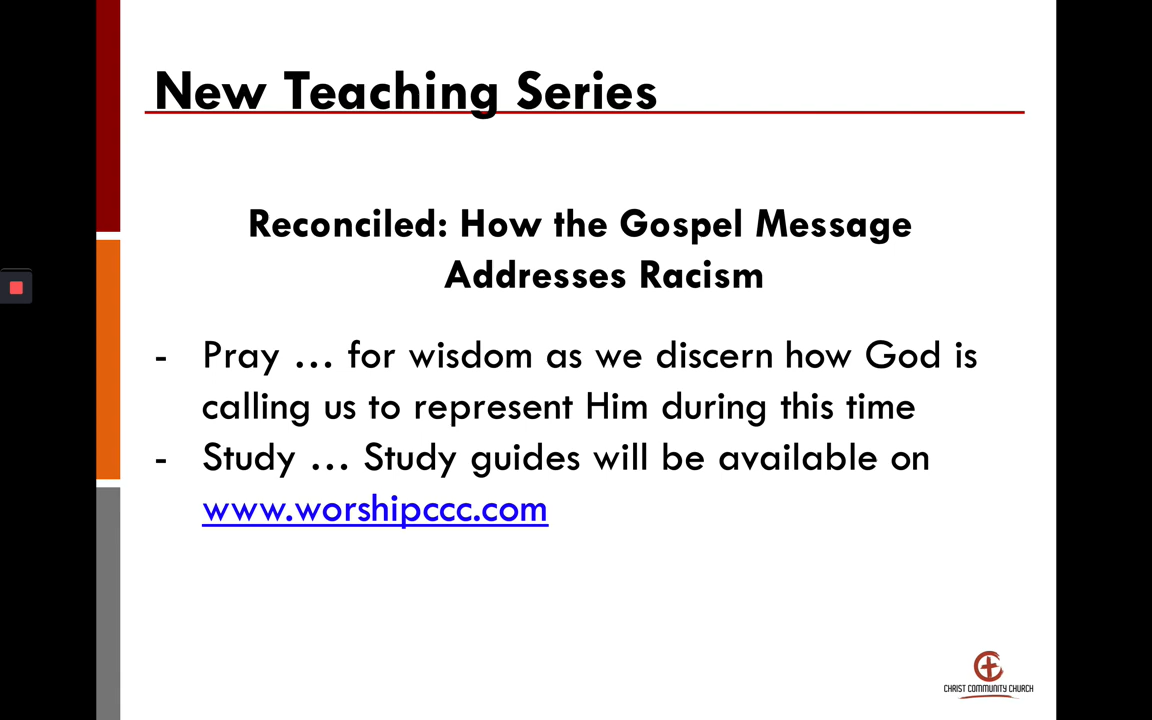 New Teaching Series
Reconciled: How the Gospel Message
Addresses Racism
- Pray … for wisdom as we discern how God is
calling us to represent Him during this time
- Study … Study guides will be available on
www.worshipccc.com
CHRIST COMMUNITY CHURCH